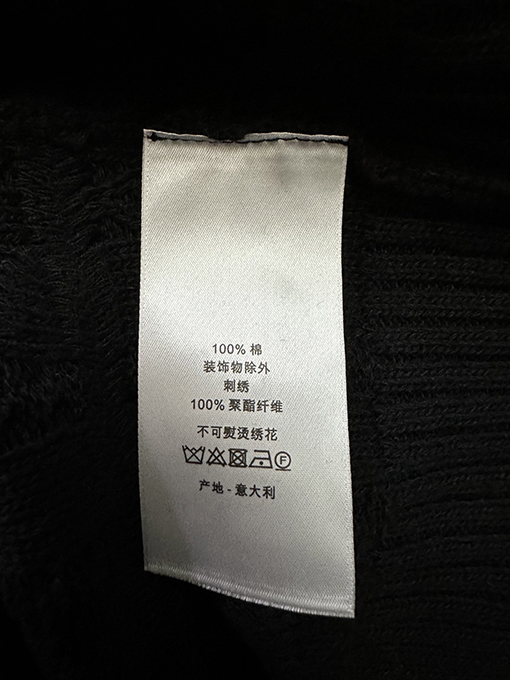 100% 棉
装饰物除外
刺绣
100% 聚酯纤维
不可熨烫绣花
F
产地 - 意大利